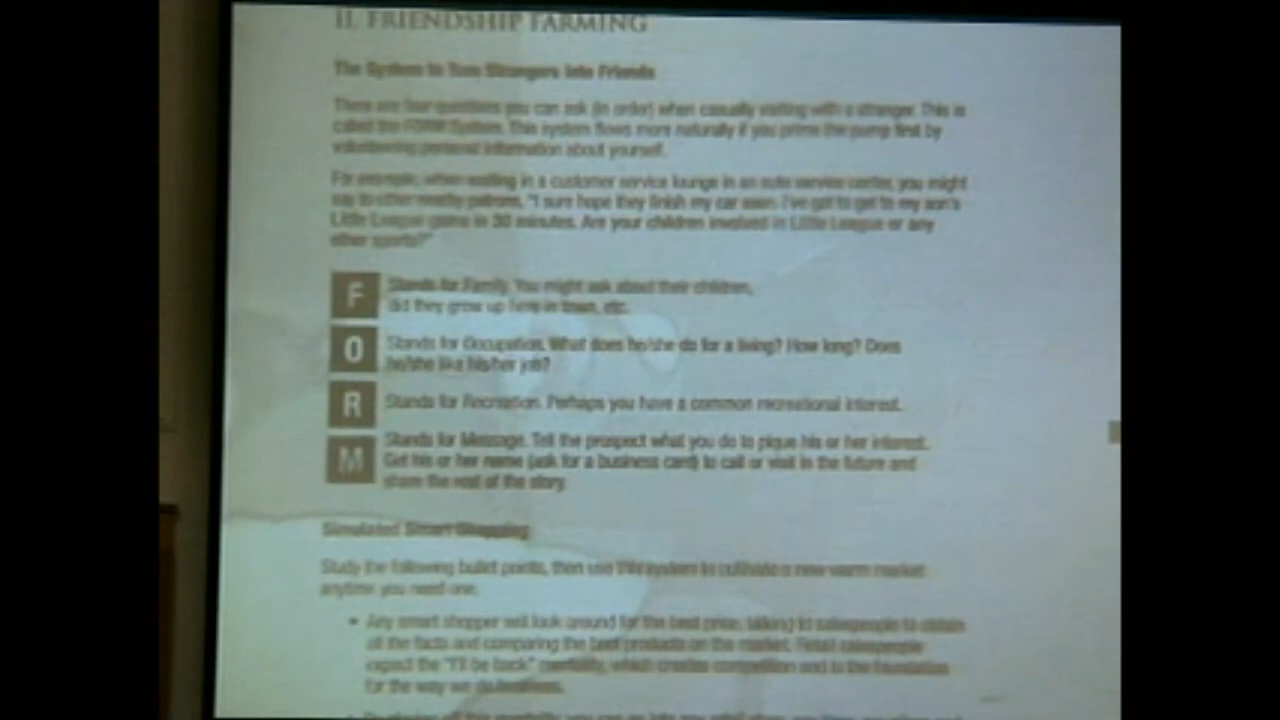 II. FRIENDSHIP FARMING
The System to Turn Strangers Into Friends
There are four questions you can ask (in order) when casually visiting with a stranger. This is
called the FORM System. This system flows more naturally if you prime the pump first by
volunteering personal information about yourself.
For example, when waiting in a customer service lounge in an auto service center, you might
say to other nearby patrons, "I sure hope they finish my car soon. I've got to get to my son's
Little League game in 30 minutes. Are your children involved in Little League or any
other sports?"
F
Stands for Family. You might ask about their children,
did they grow up here in town, etc.
O
Stands for Occupation. What does he/she do for a living? How long? Does
he/she like his/her job?
R
Stands for Recreation. Perhaps you have a common recreational interest.
M
Stands for Message. Tell the prospect what you do to pique his or her interest.
Get his or her name (ask for a business card) to call or visit in the future and
share the rest of the story.
Simulated Smart Shopping
Study the following bullet points, then use this system to cultivate a new warm market
anytime you need one.
• Any smart shopper will look around for the best price, talking to salespeople to obtain
all the facts and comparing the best products on the market. Retail salespeople
expect the "I'll be back" mentality, which creates competition and is the foundation
for the way we do business.